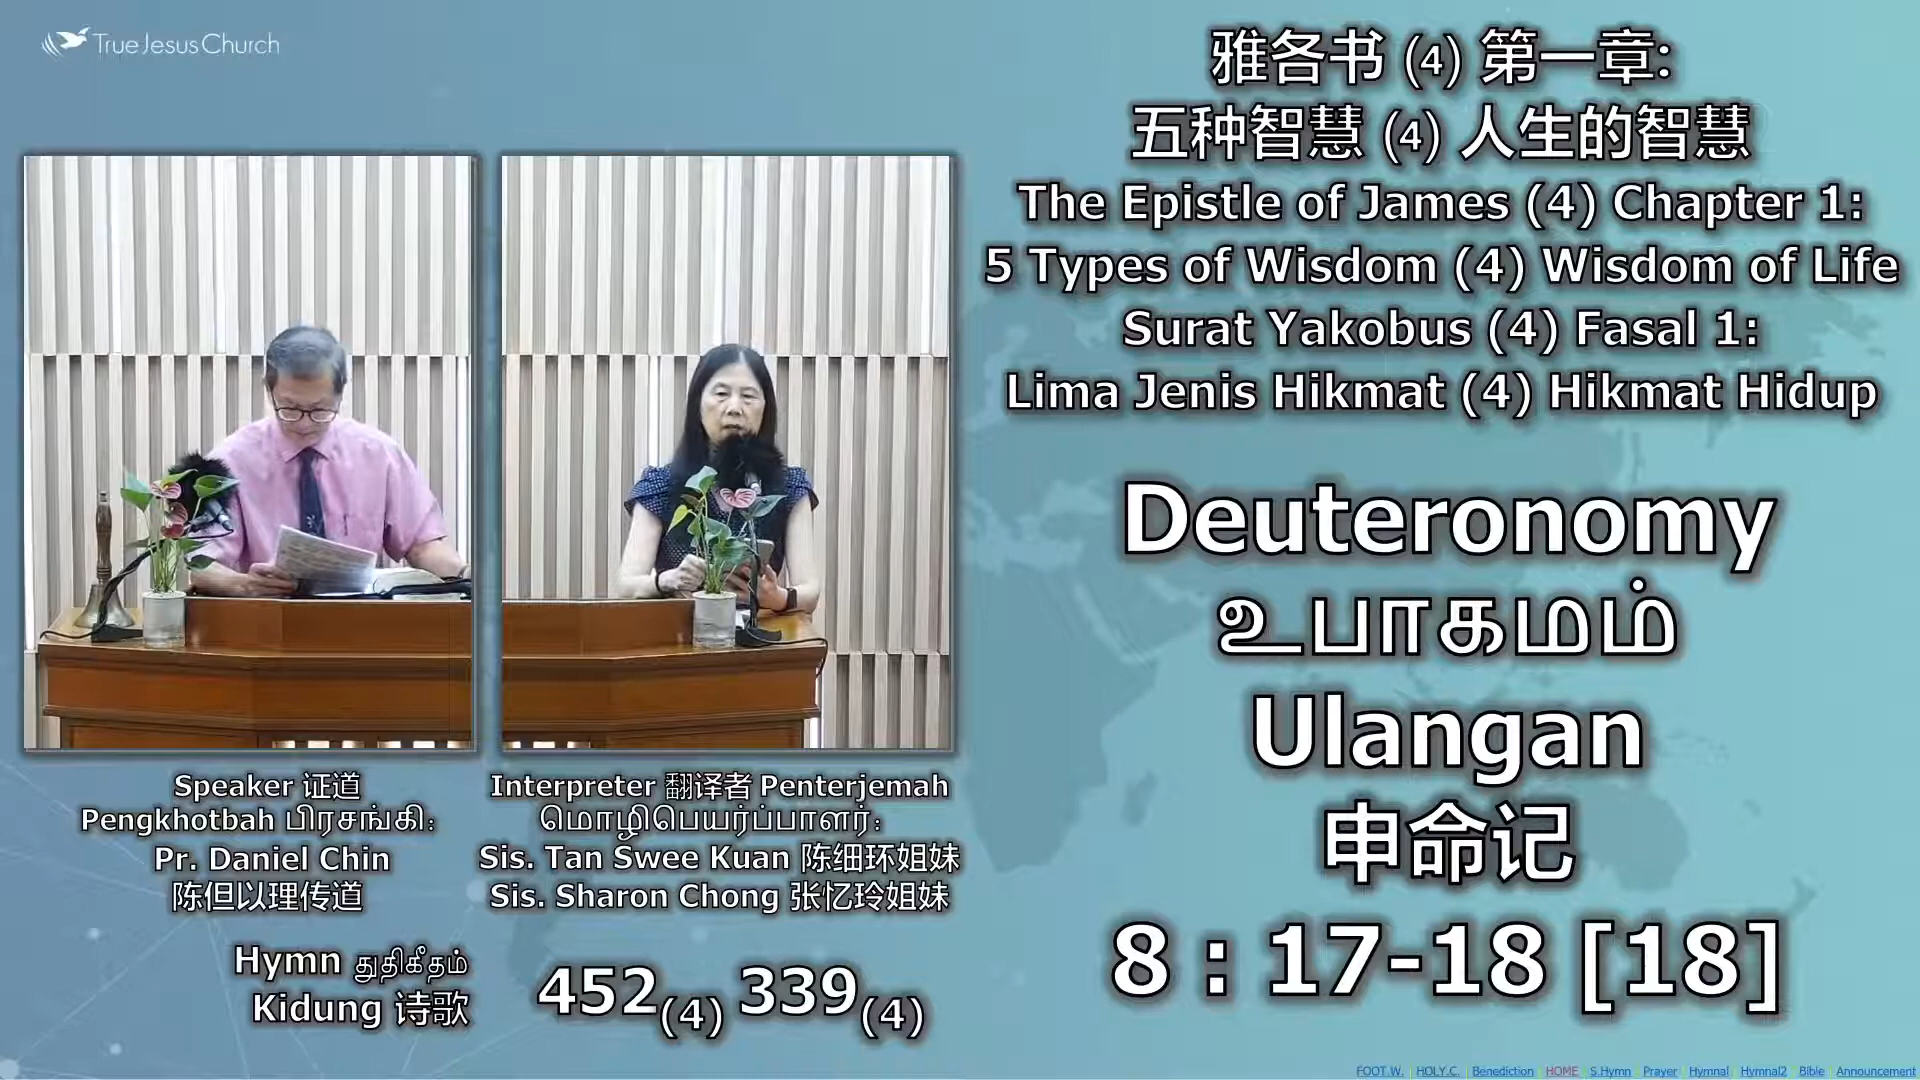 True Jesus Church
雅各书 (4) 第一章:
五种智慧 (4) 人生的智慧
The Epistle of James (4) Chapter 1:
5 Types of Wisdom (4) Wisdom of Life
Surat Yakobus (4) Fasal 1:
Lima Jenis Hikmat (4) Hikmat Hidup
Deuteronomy
உபாகமம்
Ulangan
申命记
8 : 17-18 [18]
Speaker 证道
Pengkhotbah பிரசங்கி:
Pr. Daniel Chin
陈但以理传道
Interpreter 翻译者 Penterjemah
மொழிபெயர்ப்பாளர்:
Sis. Tan Swee Kuan 陈细环姐妹
Sis. Sharon Chong 张忆玲姐妹
Hymn துதிகீதம்
Kidung 诗歌
452(4) 339(4)
FOOT.W. | HOLY.C. | Benediction | HOME | S.Hymn | Prayer | Hymnal | Hymnal2 | Bible | Announcement